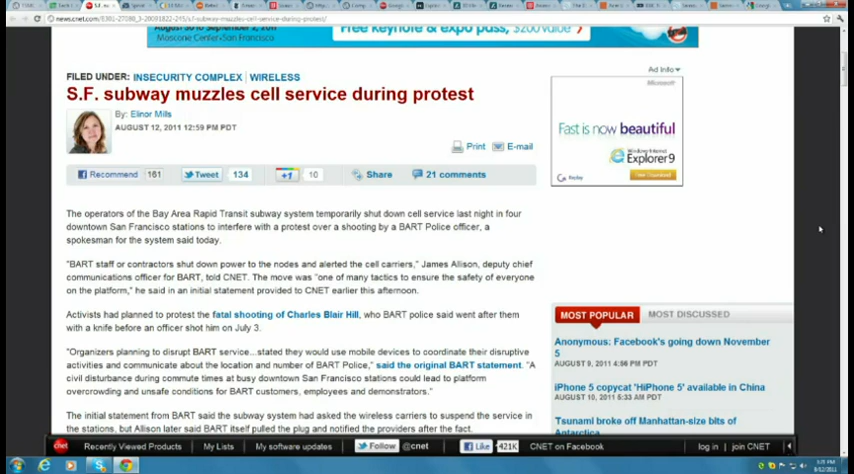 news.cnet.com/8301-27080_3-20091822-245/s.f.-subway-muzzles-cell-service-during-protest/
Moscone Center•San Francisco
Free keynote & expo pass, $200 value
FILED UNDER: INSECURITY COMPLEX | WIRELESS
S.F. subway muzzles cell service during protest
By: Elinor Mills
AUGUST 12, 2011 12:59 PM PDT
Print E-mail
Recommend 161 Tweet 134 +1 10 Share 21 comments
The operators of the Bay Area Rapid Transit subway system temporarily shut down cell service last night in four
downtown San Francisco stations to interfere with a protest over a shooting by a BART Police officer, a
spokesman for the system said today.
"BART staff or contractors shut down power to the nodes and alerted the cell carriers," James Allison, deputy chief
communications officer for BART, told CNET. The move was "one of many tactics to ensure the safety of everyone
on the platform," he said in an initial statement provided to CNET earlier this afternoon.
Activists had planned to protest the fatal shooting of Charles Blair Hill, who BART police said went after them
with a knife before an officer shot him on July 3.
"Organizers planning to disrupt BART service...stated they would use mobile devices to coordinate their disruptive
activities and communicate about the location and number of BART Police," said the original BART statement. "A
civil disturbance during commute times at busy downtown San Francisco stations could lead to platform
overcrowding and unsafe conditions for BART customers, employees and demonstrators."
The initial statement from BART said the subway system had asked the wireless carriers to suspend the service in
the stations, but Allison later said BART itself pulled the plug and notified the providers after the fact.
Ad Info
Microsoft
Fast is now beautiful
Windows Internet
Explorer 9
MOST POPULAR MOST DISCUSSED
Anonymous: Facebook's going down November
5
AUGUST 9, 2011 4:56 PM PDT
iPhone 5 copycat 'HiPhone 5' available in China
AUGUST 10, 2011 5:33 AM PDT
Tsunami broke off Manhattan-size bits of
Antarctica
cnet Recently Viewed Products My Lists My software updates Follow @cnet Like 421K CNET on Facebook log in | join CNET